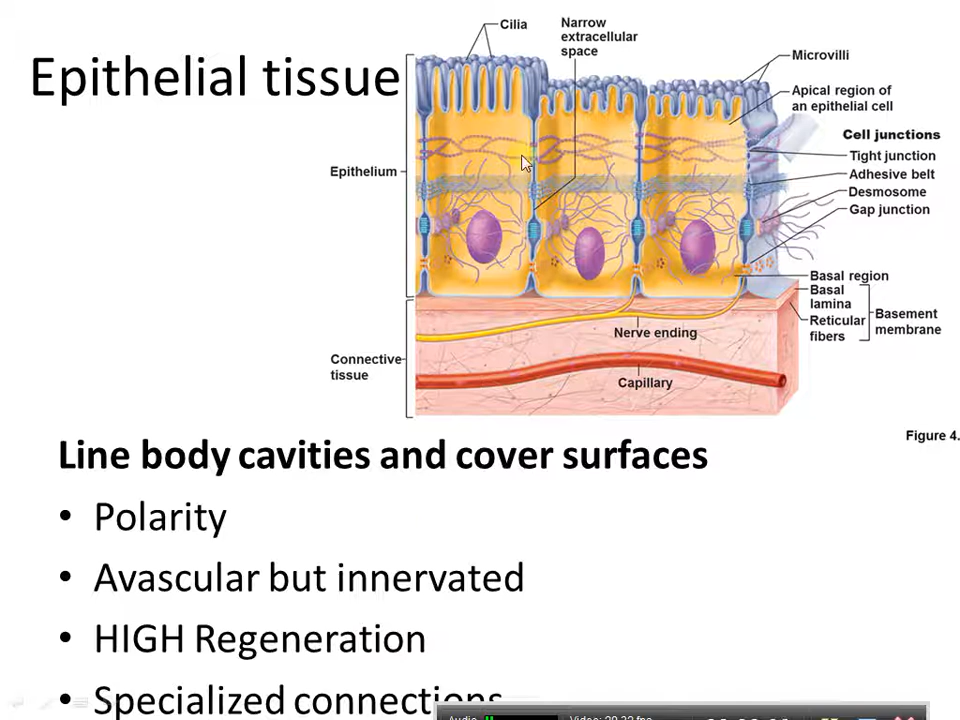 Epithelial tissue
Cilia
Narrow
extracellular
space
Microvilli
Apical region of
an epithelial cell
Cell junctions
Tight junction
Adhesive belt
Desmosome
Gap junction
Epithelium
Basal region
Basal
lamina
Reticular
fibers
Basement
membrane
Nerve ending
Connective
tissue
Capillary
Figure 4.
Line body cavities and cover surfaces
• Polarity
• Avascular but innervated
• HIGH Regeneration
• Specialized connections
Audio